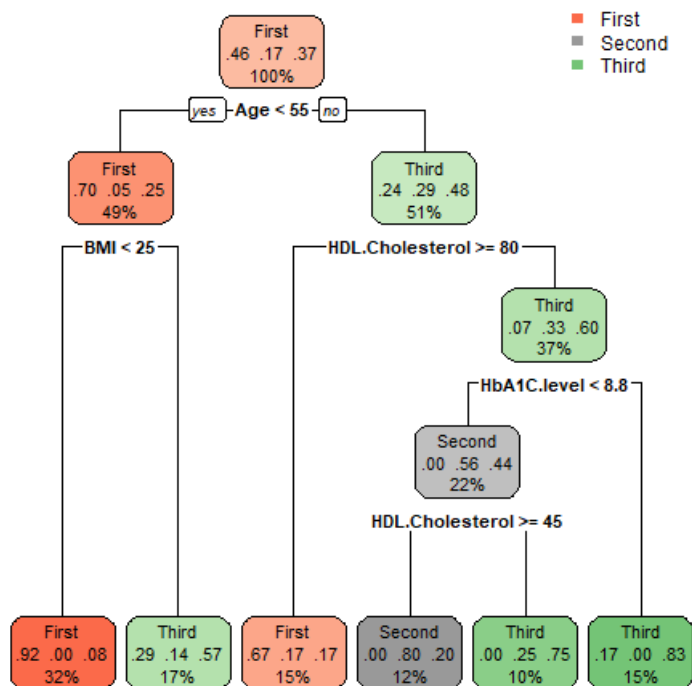 First
Second
Third
First
.46 .17 .37
100%
yes Age < 55 no
First
.70 .05 .25
49%
Third
.24 .29 .48
51%
BMI < 25
HDL.Cholesterol >= 80
Third
.07 .33 .60
37%
HbA1C.level < 8.8
Second
.00 .56 .44
22%
HDL.Cholesterol >= 45
First
.92 .00 .08
32%
Third
.29 .14 .57
17%
First
.67 .17 .17
15%
Second
.00 .80 .20
12%
Third
.00 .25 .75
10%
Third
.17 .00 .83
15%